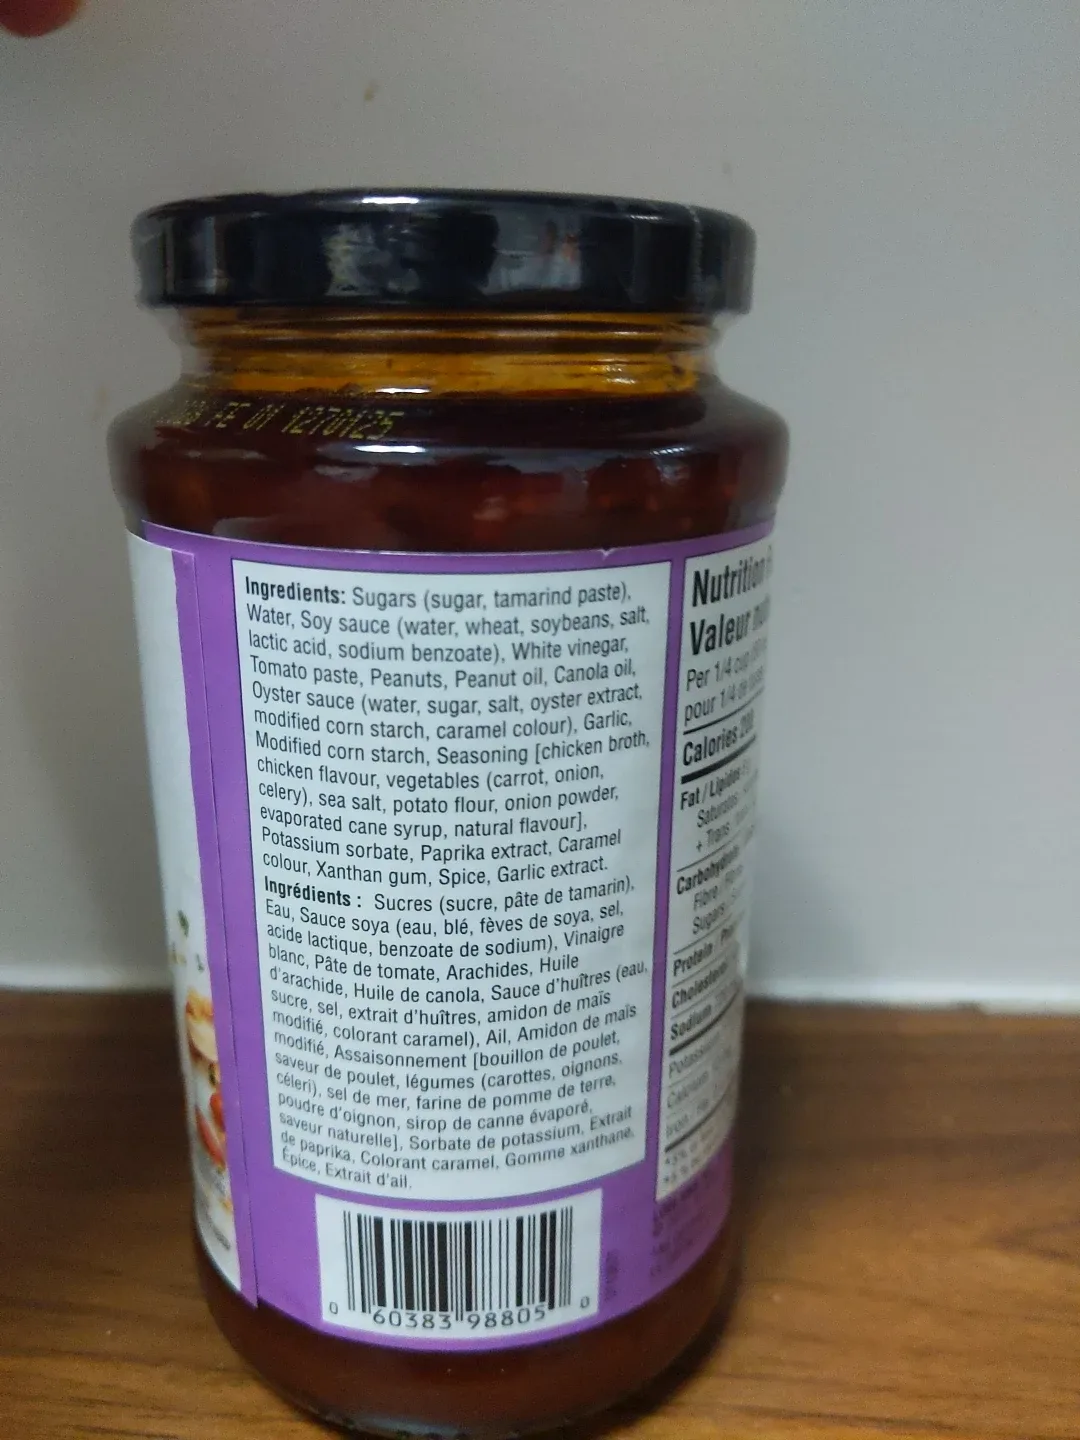 FE 01 1270125
Ingredients: Sugars (sugar, tamarind paste),
Water, Soy sauce (water, wheat, soybeans, salt,
lactic acid, sodium benzoate), White vinegar,
Tomato paste, Peanuts, Peanut oil, Canola oil,
Oyster sauce (water, sugar, salt, oyster extract,
modified corn starch, caramel colour), Garlic,
Modified corn starch, Seasoning [chicken broth,
chicken flavour, vegetables (carrot, onion,
celery), sea salt, potato flour, onion powder,
evaporated cane syrup, natural flavour],
Potassium sorbate, Paprika extract, Caramel
colour, Xanthan gum, Spice, Garlic extract.
Ingrédients : Sucres (sucre, pâte de tamarin),
Eau, Sauce soya (eau, blé, fèves de soya, sel,
acide lactique, benzoate de sodium), Vinaigre
blanc, Pâte de tomate, Arachides, Huile
d'arachide, Huile de canola, Sauce d'huîtres (eau,
sucre, sel, extrait d'huîtres, amidon de maïs
modifié, colorant caramel), Ail, Amidon de maïs
modifié, Assaisonnement [bouillon de poulet,
saveur de poulet, légumes (carottes, oignons,
céleri), sel de mer, farine de pomme de terre,
poudre d'oignon, sirop de canne évaporé,
saveur naturelle], Sorbate de potassium, Extrait
de paprika, Colorant caramel, Gomme xanthane,
Épice, Extrait d'ail.
0 60383 98805 0
Nutrition
Valeur
Per 1/4 cup
pour 1/4 de
Calories
Fat / Lipides
+ Trans
Fibre
Sugars
Protein
Sodium